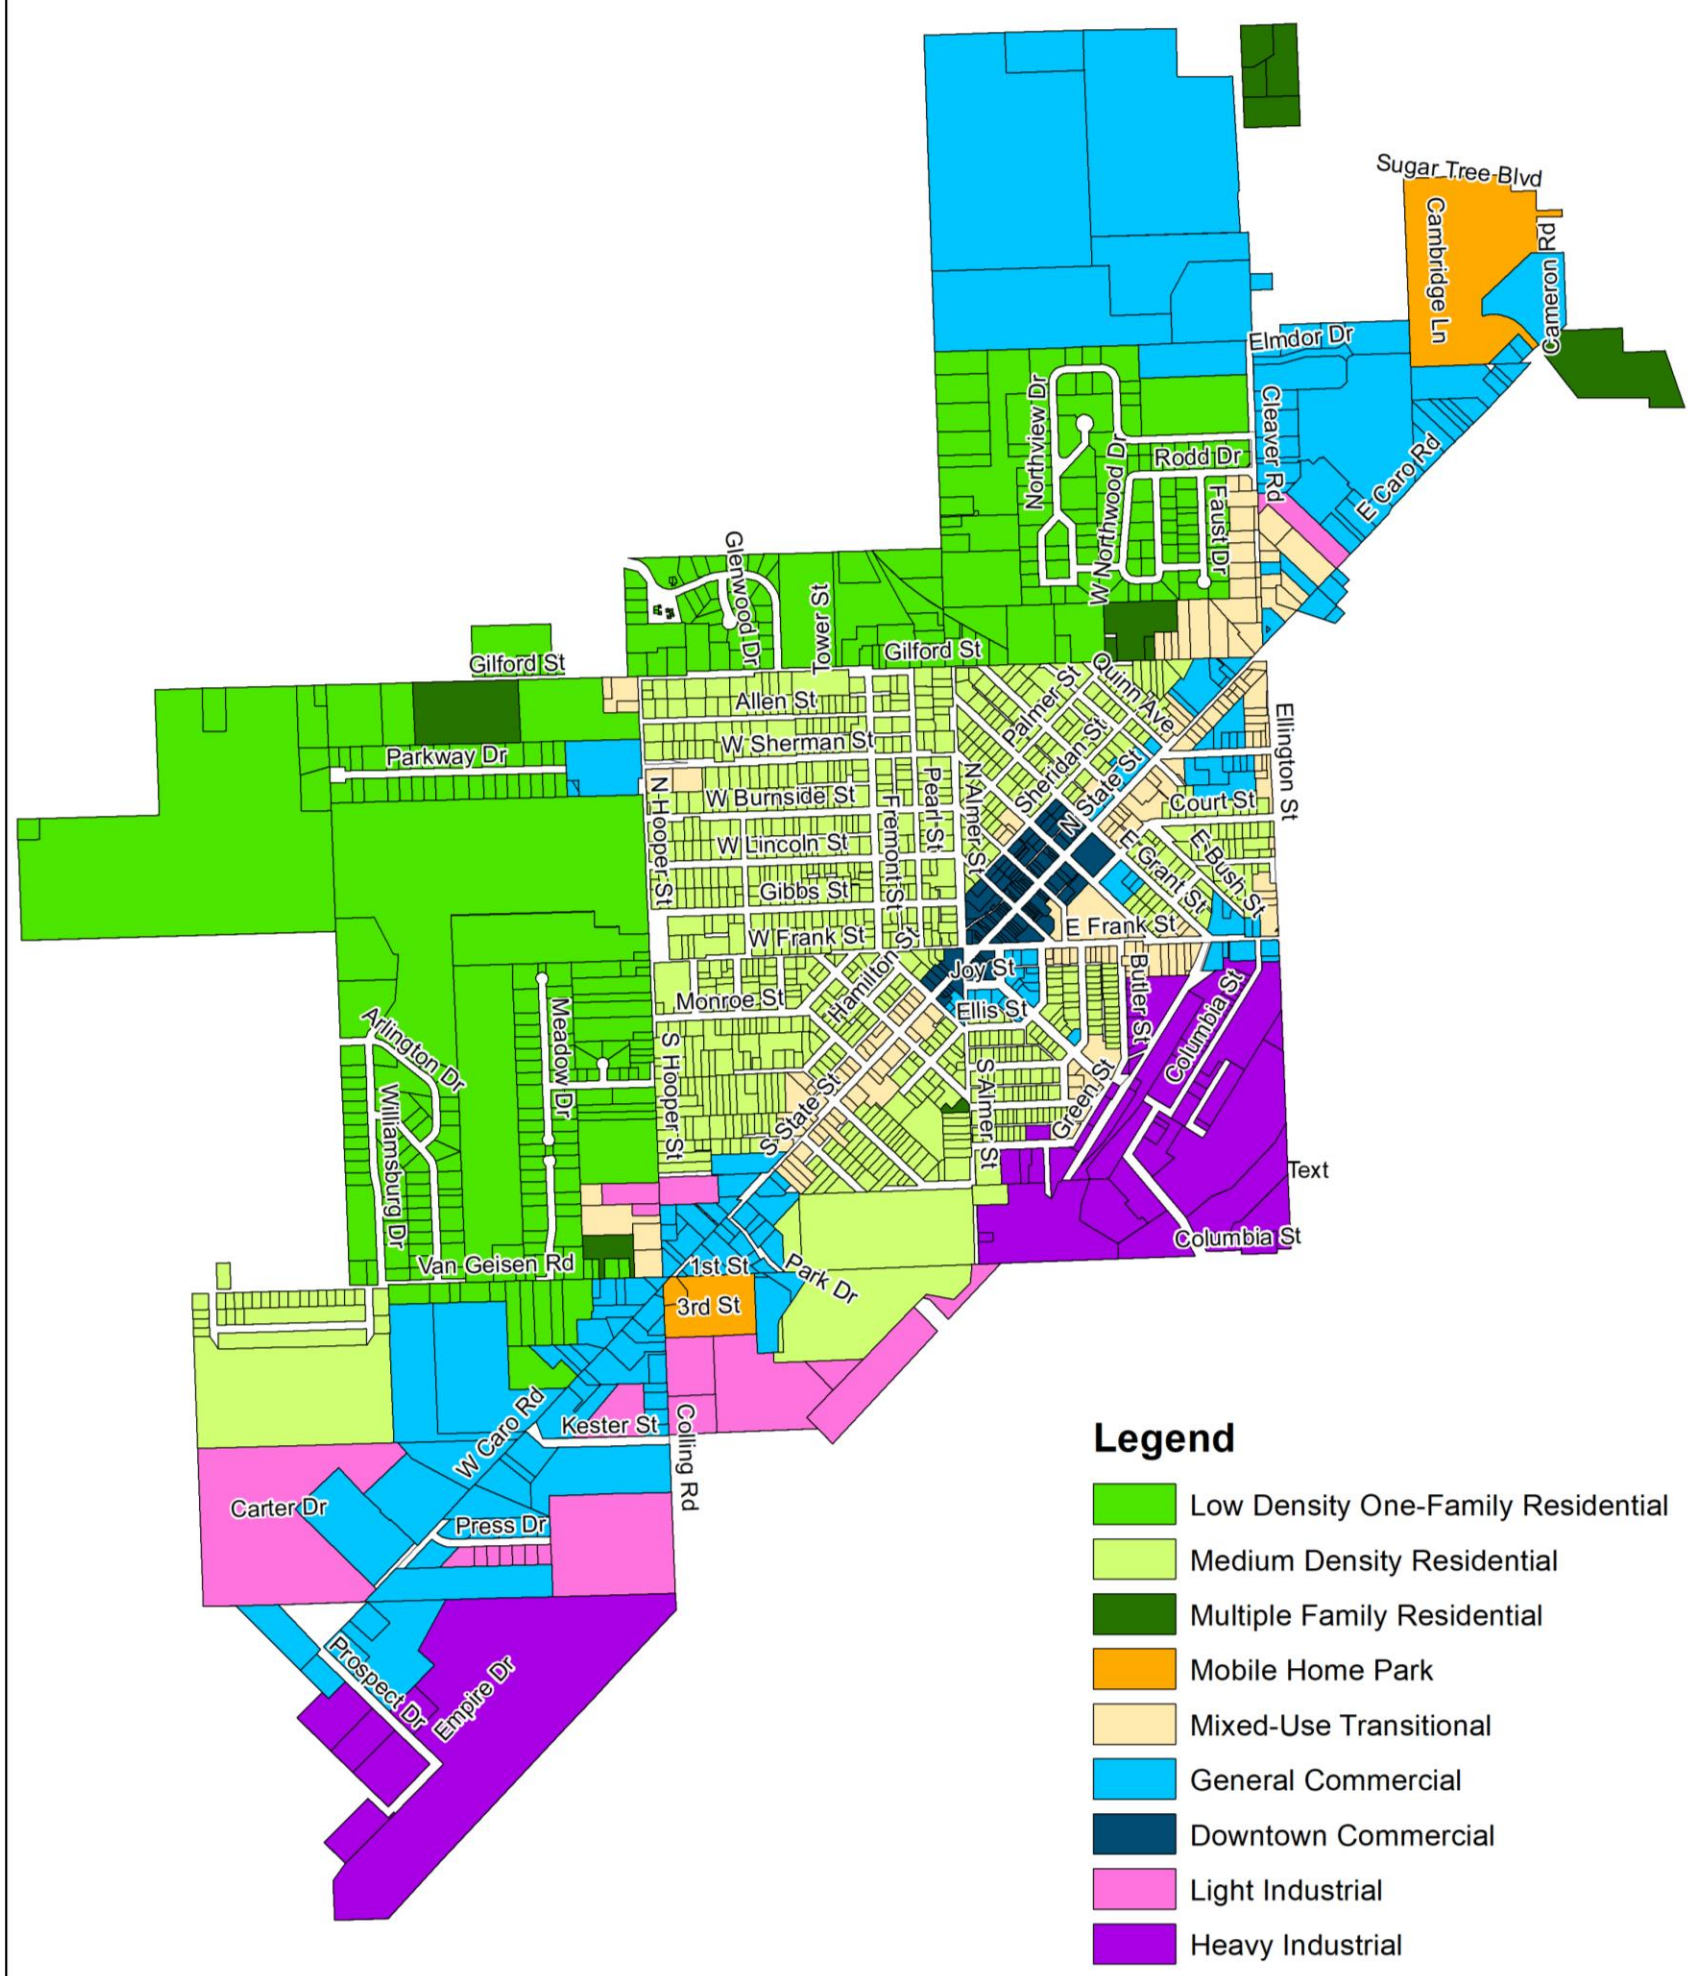 Sugar Tree Blvd
Cambridge Ln
Cameron Rd
Elmdor Dr
Northview Dr
Cleaver Rd
E Caro Rd
Rodd Dr
W Northwood Dr
Faust Dr
Glenwood Dr
Tower St
Gilford St
Gilford St
Quinn Ave
Palmer St
Allen St
Ellington St
W Sherman St
Sheridan St
Parkway Dr
N State St
N Hooper St
W Burnside St
Fremont St
Pearl St
N Almer St
Court St
W Lincoln St
E Grant St
E Bush St
Gibbs St
W Frank St
E Frank St
Hamilton St
Joy St
Butler St
Monroe St
Ellis St
Columbia St
Arlington Dr
Meadow Dr
S Hooper St
S Almer St
Green St
Williamsburg Dr
S State St
Text
Columbia St
Van Geisen Rd
1st St
Park Dr
3rd St
W Caro Rd
Kester St
Colling Rd
Carter Dr
Press Dr
Prospect Dr
Empire Dr
Legend
Low Density One-Family Residential
Medium Density Residential
Multiple Family Residential
Mobile Home Park
Mixed-Use Transitional
General Commercial
Downtown Commercial
Light Industrial
Heavy Industrial